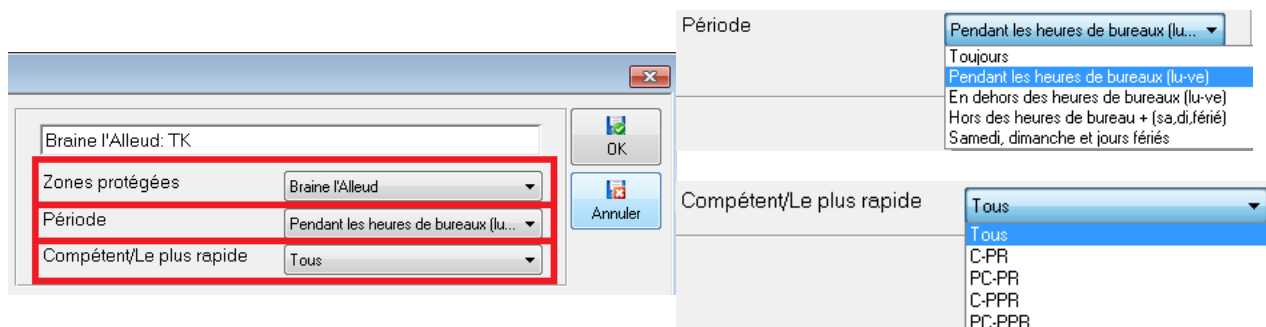 Braine l'Alleud: TK
OK
Zones protégées
Braine l'Alleud
Période
Pendant les heures de bureaux (lu...
Annuler
Compétent/Le plus rapide
Tous
Période
Pendant les heures de bureaux (lu...
Toujours
Pendant les heures de bureaux (lu-ve)
En dehors des heures de bureaux (lu-ve)
Hors des heures de bureau + (sa,di,férié)
Samedi, dimanche et jours fériés
Compétent/Le plus rapide
Tous
Tous
C-PR
PC-PR
C-PPR
PC-PPR